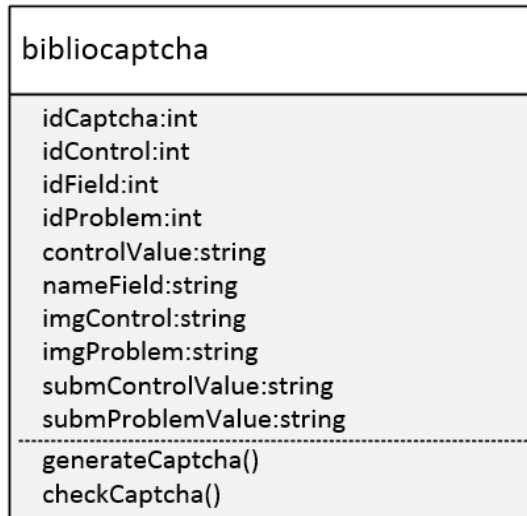 bibliocaptcha
idCaptcha:int
idControl:int
idField:int
idProblem:int
controlValue:string
nameField:string
imgControl:string
imgProblem:string
submControlValue:string
submProblemValue:string
generateCaptcha()
checkCaptcha()